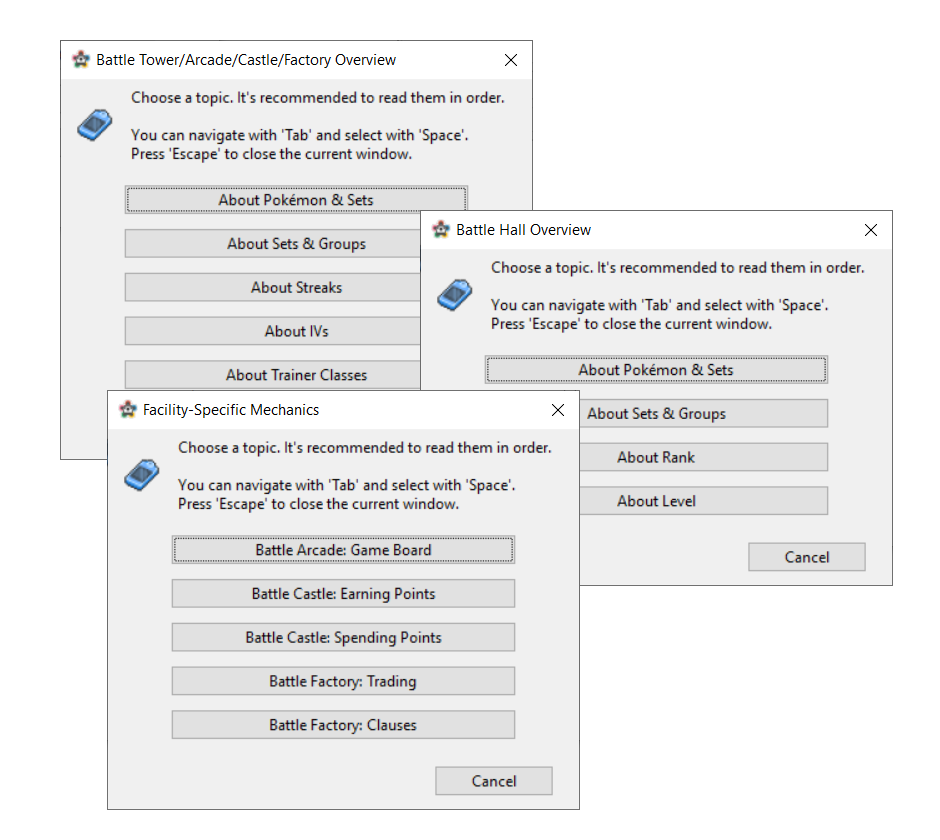 Battle Tower/Arcade/Castle/Factory Overview
Choose a topic. It's recommended to read them in order.
You can navigate with 'Tab' and select with 'Space'.
Press 'Escape' to close the current window.
About Pokémon & Sets
About Sets & Groups
About Streaks
About IVs
About Trainer Classes
Battle Hall Overview
Choose a topic. It's recommended to read them in order.
You can navigate with 'Tab' and select with 'Space'.
Press 'Escape' to close the current window.
About Pokémon & Sets
About Sets & Groups
About Rank
About Level
Cancel
Facility-Specific Mechanics
Choose a topic. It's recommended to read them in order.
You can navigate with 'Tab' and select with 'Space'.
Press 'Escape' to close the current window.
Battle Arcade: Game Board
Battle Castle: Earning Points
Battle Castle: Spending Points
Battle Factory: Trading
Battle Factory: Clauses
Cancel